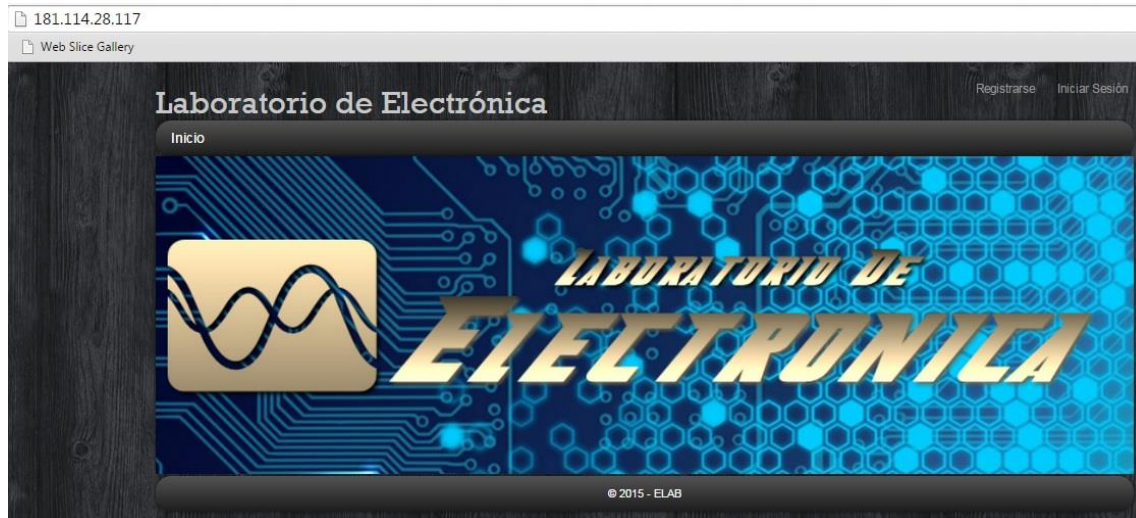 181.114.28.117
Web Slice Gallery
Registrarse Iniciar Sesión
Laboratorio de Electrónica
Inicio
LABORATORIO DE
ELECTRONICA
© 2015 - ELAB